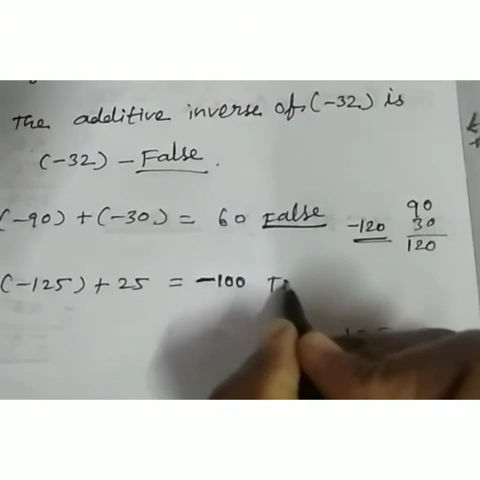 The additive inverse of (-32) is
(-32) - False.
(-90) + (-30) = 60 False -120
90
30
120
(-125) + 25 = -100